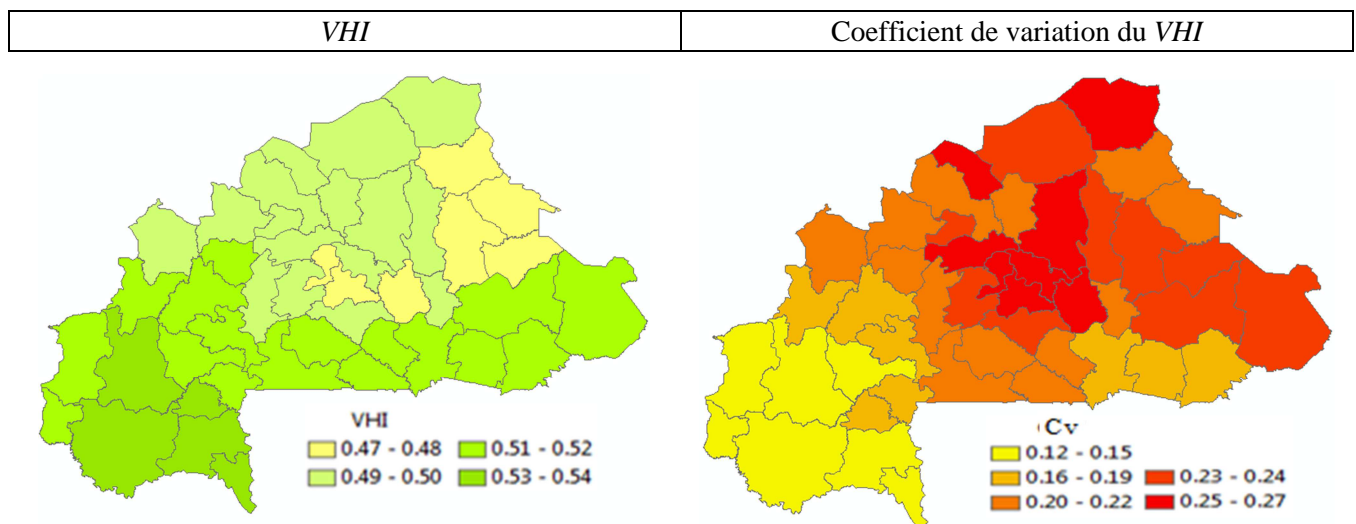 VHI
Coefficient de variation du VHI
VHI
0.47 - 0.48
0.51 - 0.52
0.49 - 0.50
0.53 - 0.54
Cv
0.12 - 0.15
0.16 - 0.19
0.23 - 0.24
0.20 - 0.22
0.25 - 0.27